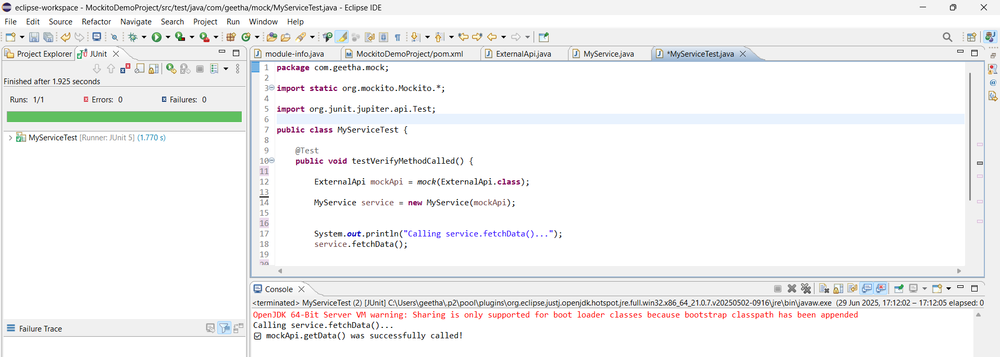 eclipse-workspace - MockitoDemoProject/src/test/java/com/geetha/mock/MyServiceTest.java - Eclipse IDE
File Edit Source Refactor Navigate Search Project Run Window Help
Project Explorer JUnit
Finished after 1.925 seconds
Runs: 1/1 Errors: 0 Failures: 0
MyServiceTest [Runner: JUnit 5] (1.770 s)
Failure Trace
module-info.java MockitoDemoProject/pom.xml ExternalApi.java MyService.java *MyServiceTest.java
1 package com.geetha.mock;
2
3 import static org.mockito.Mockito.*;
4
5 import org.junit.jupiter.api.Test;
6
7 public class MyServiceTest {
8
9 @Test
10 public void testVerifyMethodCalled() {
11
12 ExternalApi mockApi = mock(ExternalApi.class);
13
14 MyService service = new MyService(mockApi);
15
16
17 System.out.println("Calling service.fetchData()...");
18 service.fetchData();
19
20
Console
<terminated> MyServiceTest (2) [JUnit] C:\Users\geetha\.p2\pool\plugins\org.eclipse.justj.openjdk.hotspot.jre.full.win32.x86_64_21.0.7.v20250502-0916\jre\bin\javaw.exe (29 Jun 2025, 17:12:02 – 17:12:05 elapsed: 0
OpenJDK 64-Bit Server VM warning: Sharing is only supported for boot loader classes because bootstrap classpath has been appended
Calling service.fetchData()...
☑ mockApi.getData() was successfully called!